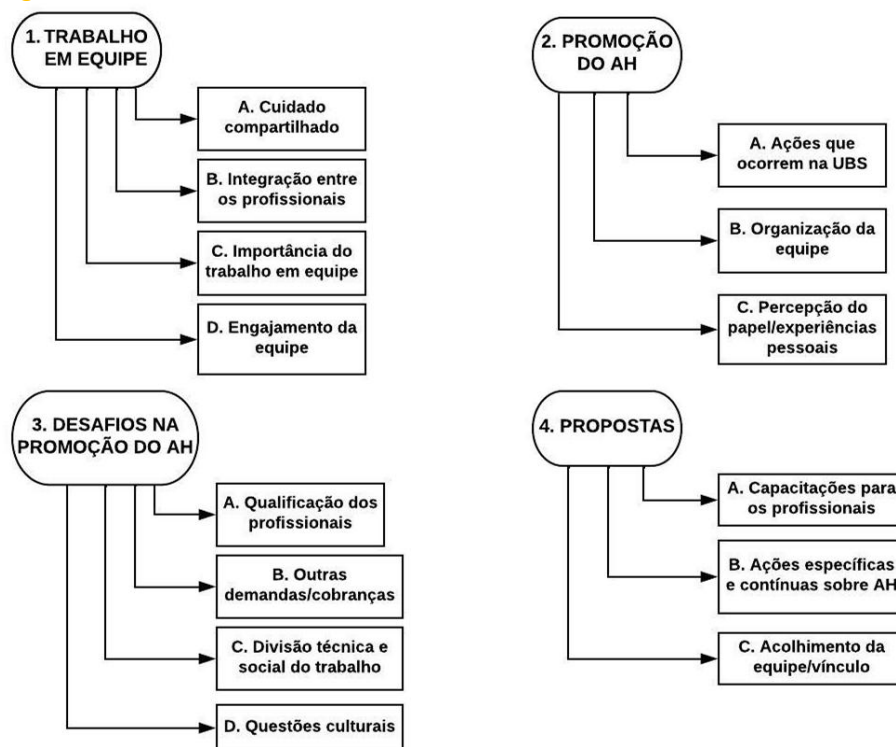 1. TRABALHO
EM EQUIPE
A. Cuidado
compartilhado
B. Integração entre
os profissionais
C. Importância do
trabalho em equipe
D. Engajamento da
equipe
2. PROMOÇÃO
DO AH
A. Ações que
ocorrem na UBS
B. Organização da
equipe
C. Percepção do
papel/experiências
pessoais
3. DESAFIOS NA
PROMOÇÃO DO AH
A. Qualificação dos
profissionais
B. Outras
demandas/cobranças
C. Divisão técnica e
social do trabalho
D. Questões culturais
4. PROPOSTAS
A. Capacitações para
os profissionais
B. Ações específicas
e contínuas sobre AH
C. Acolhimento da
equipe/vínculo